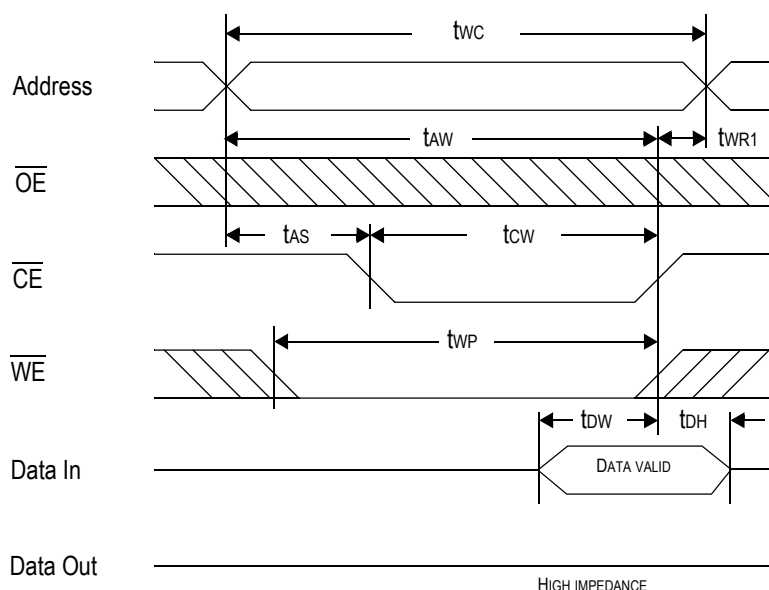 tWC
Address
tAW
tWR1
OE
tAS
tCW
CE
tWP
WE
tDW
tDH
Data In
DATA VALID
Data Out
HIGH IMPEDANCE